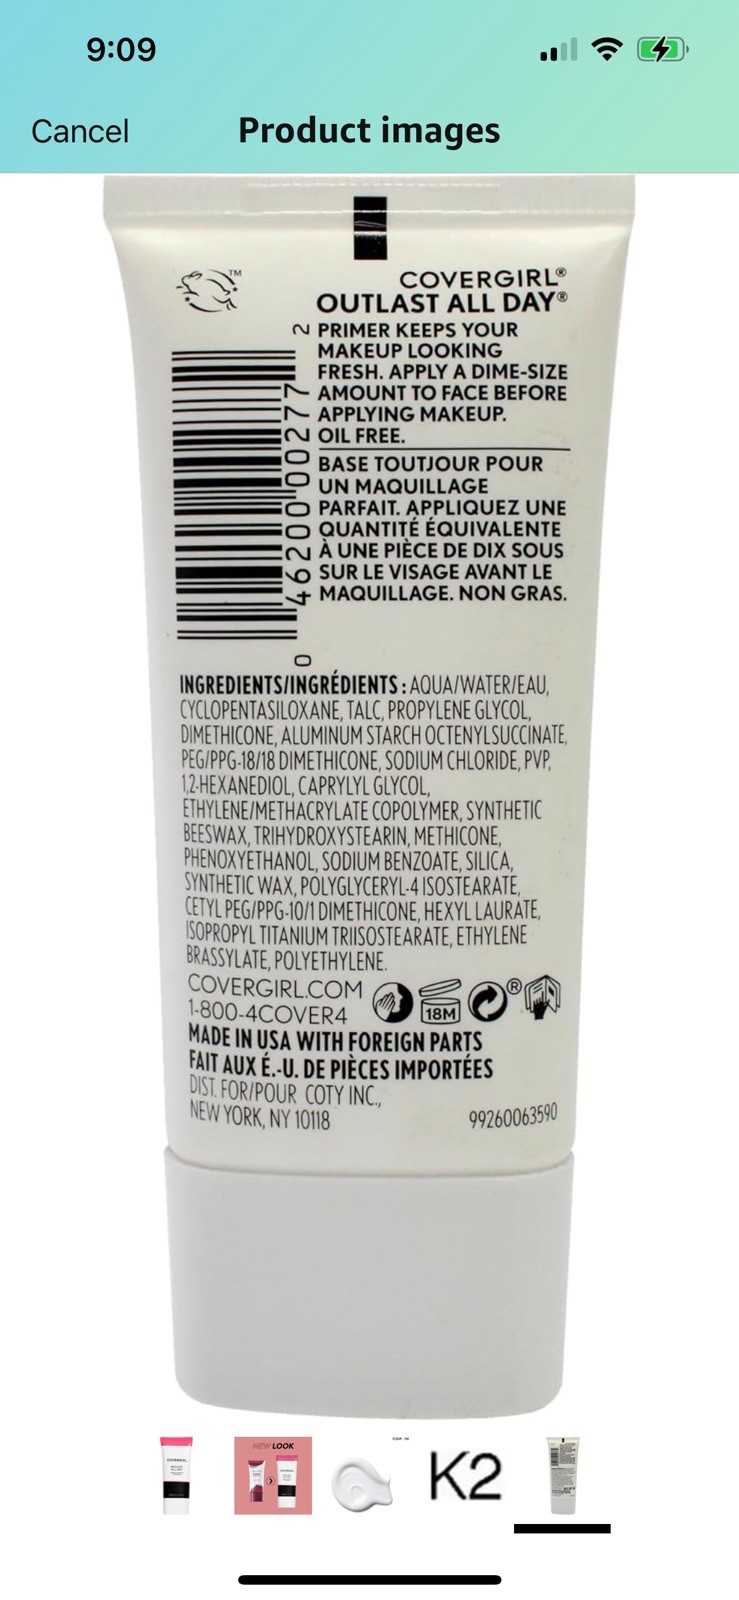 9:09
Cancel
Product images
™
COVERGIRL®
OUTLAST ALL DAY®
PRIMER KEEPS YOUR
MAKEUP LOOKING
FRESH. APPLY A DIME-SIZE
AMOUNT TO FACE BEFORE
APPLYING MAKEUP.
OIL FREE.
BASE TOUTJOUR POUR
UN MAQUILLAGE
PARFAIT. APPLIQUEZ UNE
QUANTITÉ ÉQUIVALENTE
À UNE PIÈCE DE DIX SOUS
SUR LE VISAGE AVANT LE
MAQUILLAGE. NON GRAS.
0 46200 00277 2
INGREDIENTS/INGRÉDIENTS : AQUA/WATER/EAU,
CYCLOPENTASILOXANE, TALC, PROPYLENE GLYCOL,
DIMETHICONE, ALUMINUM STARCH OCTENYLSUCCINATE,
PEG/PPG-18/18 DIMETHICONE, SODIUM CHLORIDE, PVP,
1,2-HEXANEDIOL, CAPRYLYL GLYCOL,
ETHYLENE/METHACRYLATE COPOLYMER, SYNTHETIC
BEESWAX, TRIHYDROXYSTEARIN, METHICONE,
PHENOXYETHANOL, SODIUM BENZOATE, SILICA,
SYNTHETIC WAX, POLYGLYCERYL-4 ISOSTEARATE,
CETYL PEG/PPG-10/1 DIMETHICONE, HEXYL LAURATE,
ISOPROPYL TITANIUM TRIISOSTEARATE, ETHYLENE
BRASSYLATE, POLYETHYLENE.
COVERGIRL.COM
1-800-4COVER4
18M
®
MADE IN USA WITH FOREIGN PARTS
FAIT AUX É.-U. DE PIÈCES IMPORTÉES
DIST. FOR/POUR COTY INC.,
NEW YORK, NY 10118
99260063590
COVERGIRL
NEW LOOK
K2